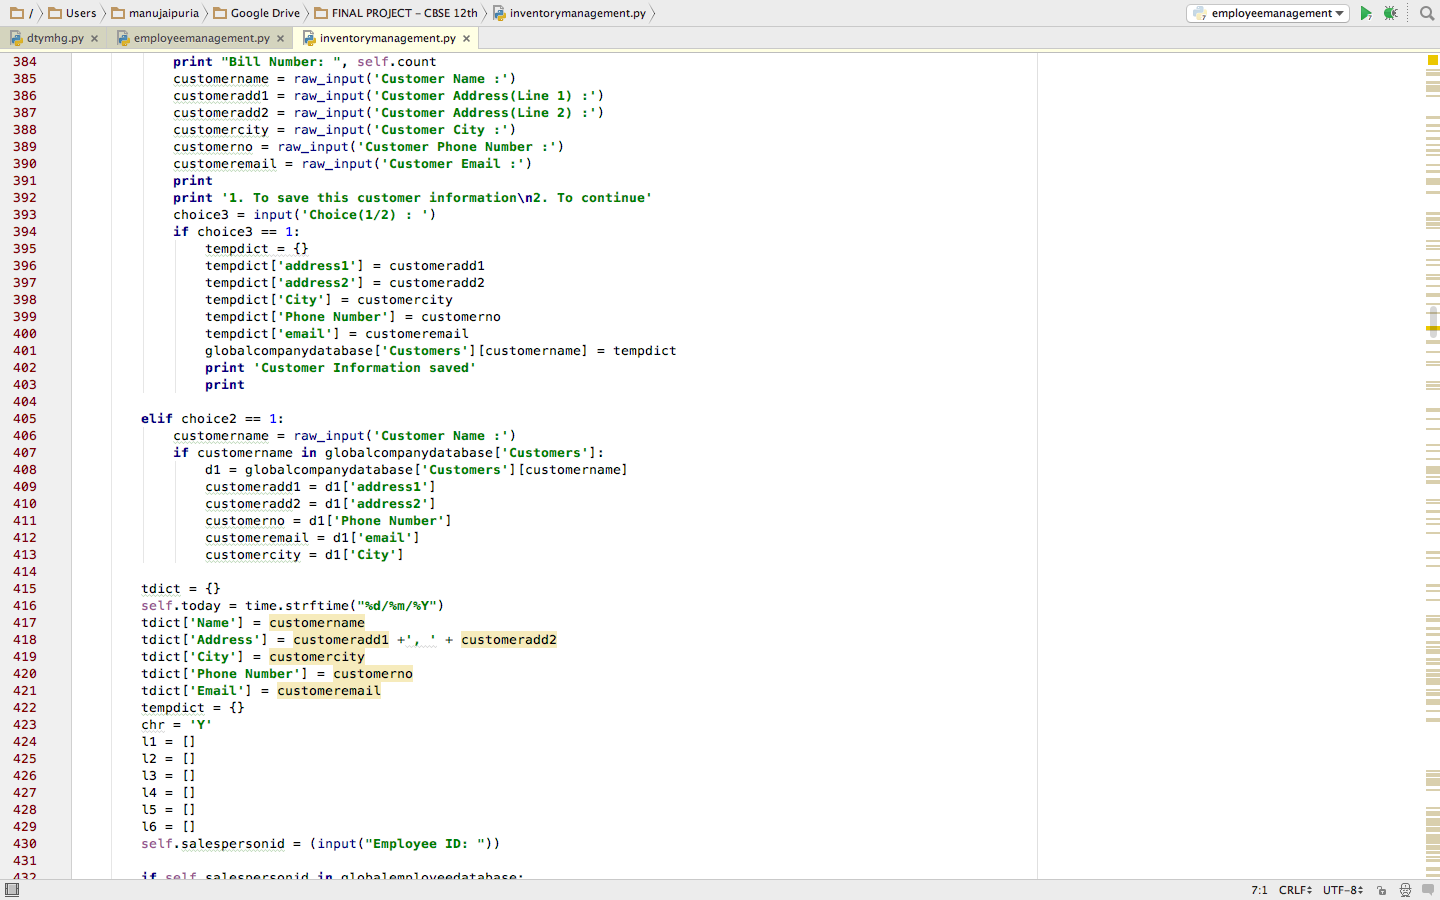 / Users manujaipuria Google Drive FINAL PROJECT – CBSE 12th inventorymanagement.py employeemanagement
dtymhg.py × employeemanagement.py × inventorymanagement.py ×
384 print "Bill Number: ", self.count
385 customername = raw_input('Customer Name :')
386 customeradd1 = raw_input('Customer Address(Line 1) :')
387 customeradd2 = raw_input('Customer Address(Line 2) :')
388 customercity = raw_input('Customer City :')
389 customerno = raw_input('Customer Phone Number :')
390 customeremail = raw_input('Customer Email :')
391 print
392 print '1. To save this customer information\n2. To continue'
393 choice3 = input('Choice(1/2) : ')
394 if choice3 == 1:
395 tempdict = {}
396 tempdict['address1'] = customeradd1
397 tempdict['address2'] = customeradd2
398 tempdict['City'] = customercity
399 tempdict['Phone Number'] = customerno
400 tempdict['email'] = customeremail
401 globalcompanydatabase['Customers'][customername] = tempdict
402 print 'Customer Information saved'
403 print
404
405 elif choice2 == 1:
406 customername = raw_input('Customer Name :')
407 if customername in globalcompanydatabase['Customers']:
408 d1 = globalcompanydatabase['Customers'][customername]
409 customeradd1 = d1['address1']
410 customeradd2 = d1['address2']
411 customerno = d1['Phone Number']
412 customeremail = d1['email']
413 customercity = d1['City']
414
415 tdict = {}
416 self.today = time.strftime("%d/%m/%Y")
417 tdict['Name'] = customername
418 tdict['Address'] = customeradd1 +', ' + customeradd2
419 tdict['City'] = customercity
420 tdict['Phone Number'] = customerno
421 tdict['Email'] = customeremail
422 tempdict = {}
423 chr = 'Y'
424 l1 = []
425 l2 = []
426 l3 = []
427 l4 = []
428 l5 = []
429 l6 = []
430 self.salespersonid = (input("Employee ID: "))
431
432 if self.salespersonid in globalemployeedatabase:
7:1 CRLF UTF-8